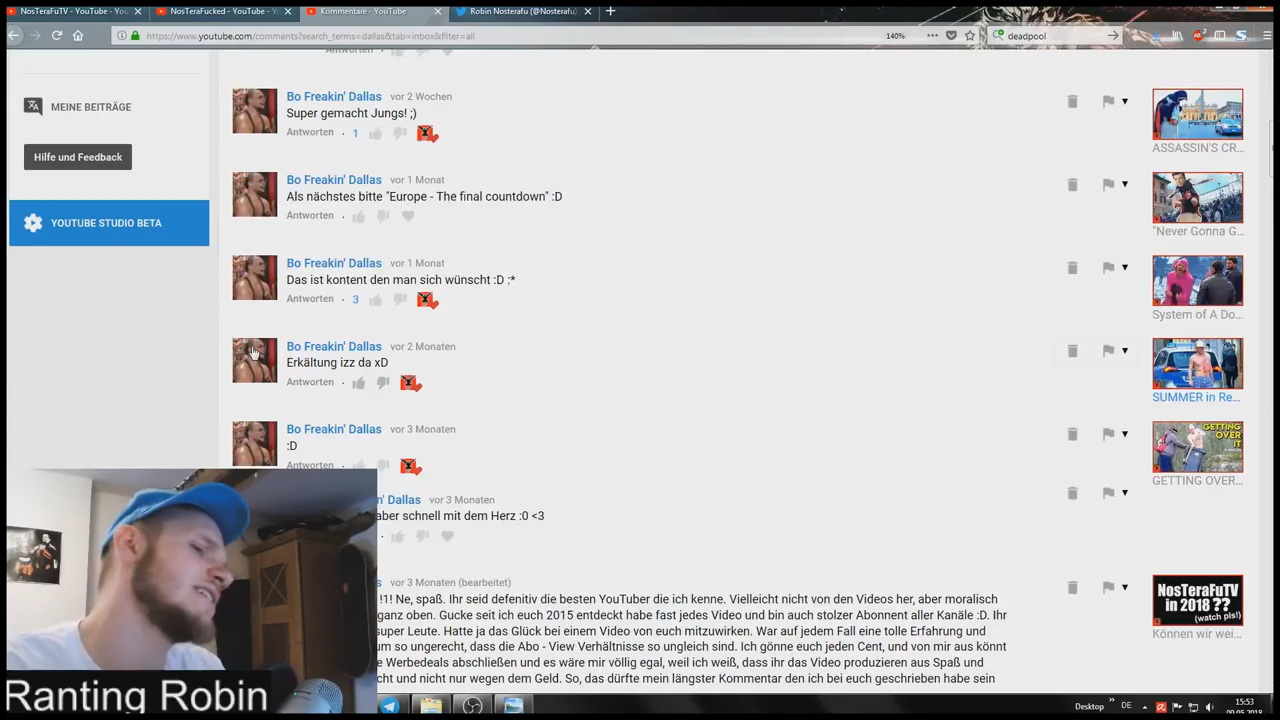 NosTeraFuTV - YouTube - Yo
NosTeraFucked - YouTube - Y
Kommentare - YouTube
Robin Nosterafu (@Nosterafu)
https://www.youtube.com/comments?search_terms=dallas&tab=inbox&filter=all
140%
deadpool
Antworten
MEINE BEITRÄGE
Hilfe und Feedback
YOUTUBE STUDIO BETA
Bo Freakin' Dallas vor 2 Wochen
Super gemacht Jungs! ;)
Antworten · 1
ASSASSIN'S CR...
Bo Freakin' Dallas vor 1 Monat
Als nächstes bitte "Europe - The final countdown" :D
Antworten ·
"Never Gonna G...
Bo Freakin' Dallas vor 1 Monat
Das ist kontent den man sich wünscht :D :*
Antworten · 3
System of A Do...
Bo Freakin' Dallas vor 2 Monaten
Erkältung izz da xD
Antworten ·
SUMMER in Re...
Bo Freakin' Dallas vor 3 Monaten
:D
Antworten ·
GETTING OVER IT
GETTING OVER...
n' Dallas vor 3 Monaten
aber schnell mit dem Herz :0 <3
s vor 3 Monaten (bearbeitet)
!1! Ne, spaß. Ihr seid defenitiv die besten YouTuber die ich kenne. Vielleicht nicht von den Videos her, aber moralisch
ganz oben. Gucke seit ich euch 2015 entdeckt habe fast jedes Video und bin auch stolzer Abonnent aller Kanäle :D. Ihr
super Leute. Hatte ja das Glück bei einem Video von euch mitzuwirken. War auf jedem Fall eine tolle Erfahrung und
um so ungerecht, dass die Abo - View Verhältnisse so ungleich sind. Ich gönne euch jeden Cent, und von mir aus könnt
e Werbedeals abschließen und es wäre mir völlig egal, weil ich weiß, dass ihr das Video produzieren aus Spaß und
cht und nicht nur wegen dem Geld. So, das dürfte mein längster Kommentar den ich bei euch geschrieben habe sein
NosTeraFuTV
in 2018 ??
(watch pls!)
Können wir wei...
Ranting Robin
Desktop
DE
15:53
09.05.2018